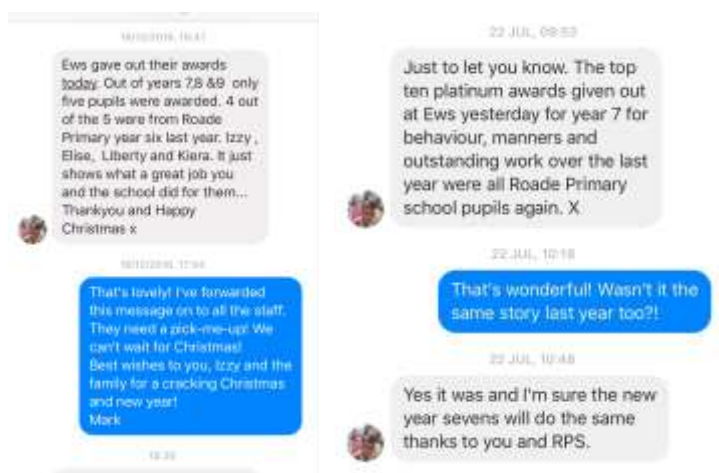 Ews gave out their awards
today. Out of years 7,8 &9 only
five pupils were awarded. 4 out
of the 5 were from Roade
Primary year six last year. Izzy ,
Elise, Liberty and Kiera. It just
shows what a great job you
and the school did for them...
Thankyou and Happy
Christmas x
That's lovely! I've forwarded
this message on to all the staff.
They need a pick-me-up! We
can't wait for Christmas!
Best wishes to you, Izzy and the
family for a cracking Christmas
and new year!
Mark
22 JUL, 09:53
Just to let you know. The top
ten platinum awards given out
at Ews yesterday for year 7 for
behaviour, manners and
outstanding work over the last
year were all Roade Primary
school pupils again. X
22 JUL, 10:18
That's wonderful! Wasn't it the
same story last year too?!
22 JUL, 10:48
Yes it was and I'm sure the new
year sevens will do the same
thanks to you and RPS.